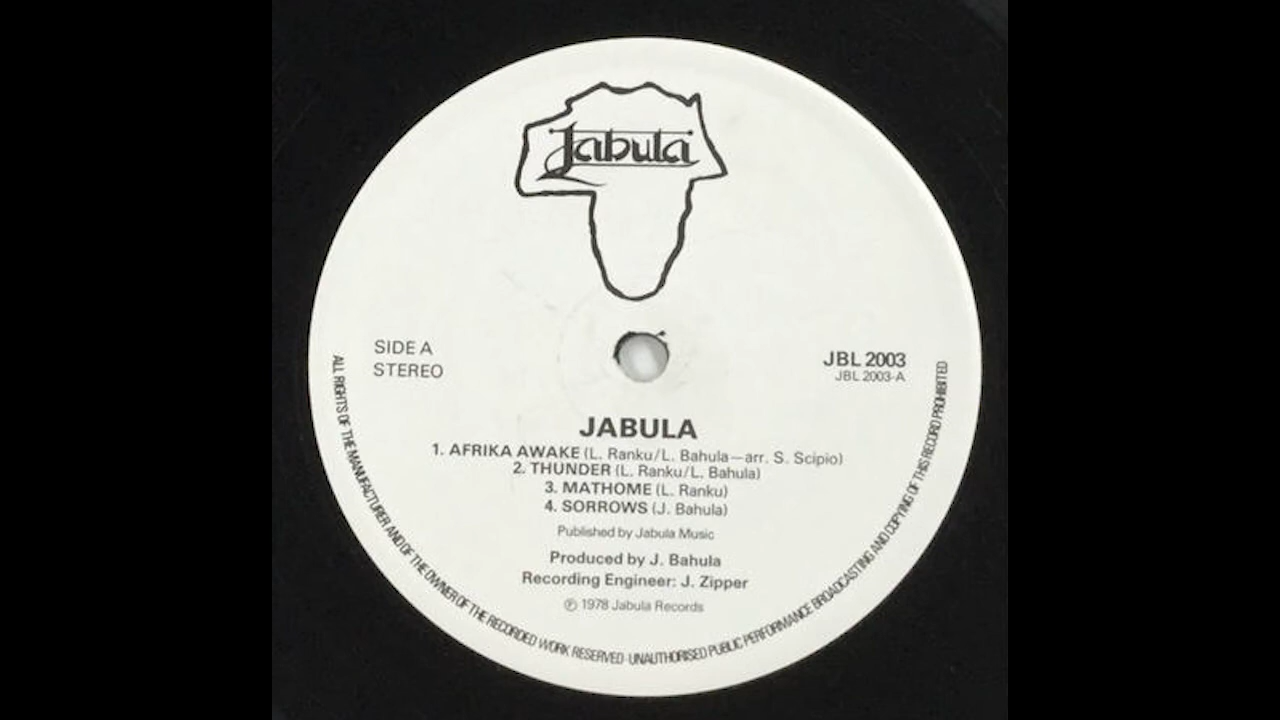 Jabula
SIDE A
STEREO
JBL 2003
JBL 2003-A
JABULA
1. AFRIKA AWAKE (L. Ranku/L. Bahula—arr. S. Scipio)
2. THUNDER (L. Ranku/L. Bahula)
3. MATHOME (L. Ranku)
4. SORROWS (J. Bahula)
Published by Jabula Music
Produced by J. Bahula
Recording Engineer: J. Zipper
℗ 1978 Jabula Records
ALL RIGHTS OF THE MANUFACTURER AND OF THE OWNER OF THE RECORDED WORK RESERVED · UNAUTHORISED PUBLIC PERFORMANCE BROADCASTING AND COPYING OF THIS RECORD PROHIBITED